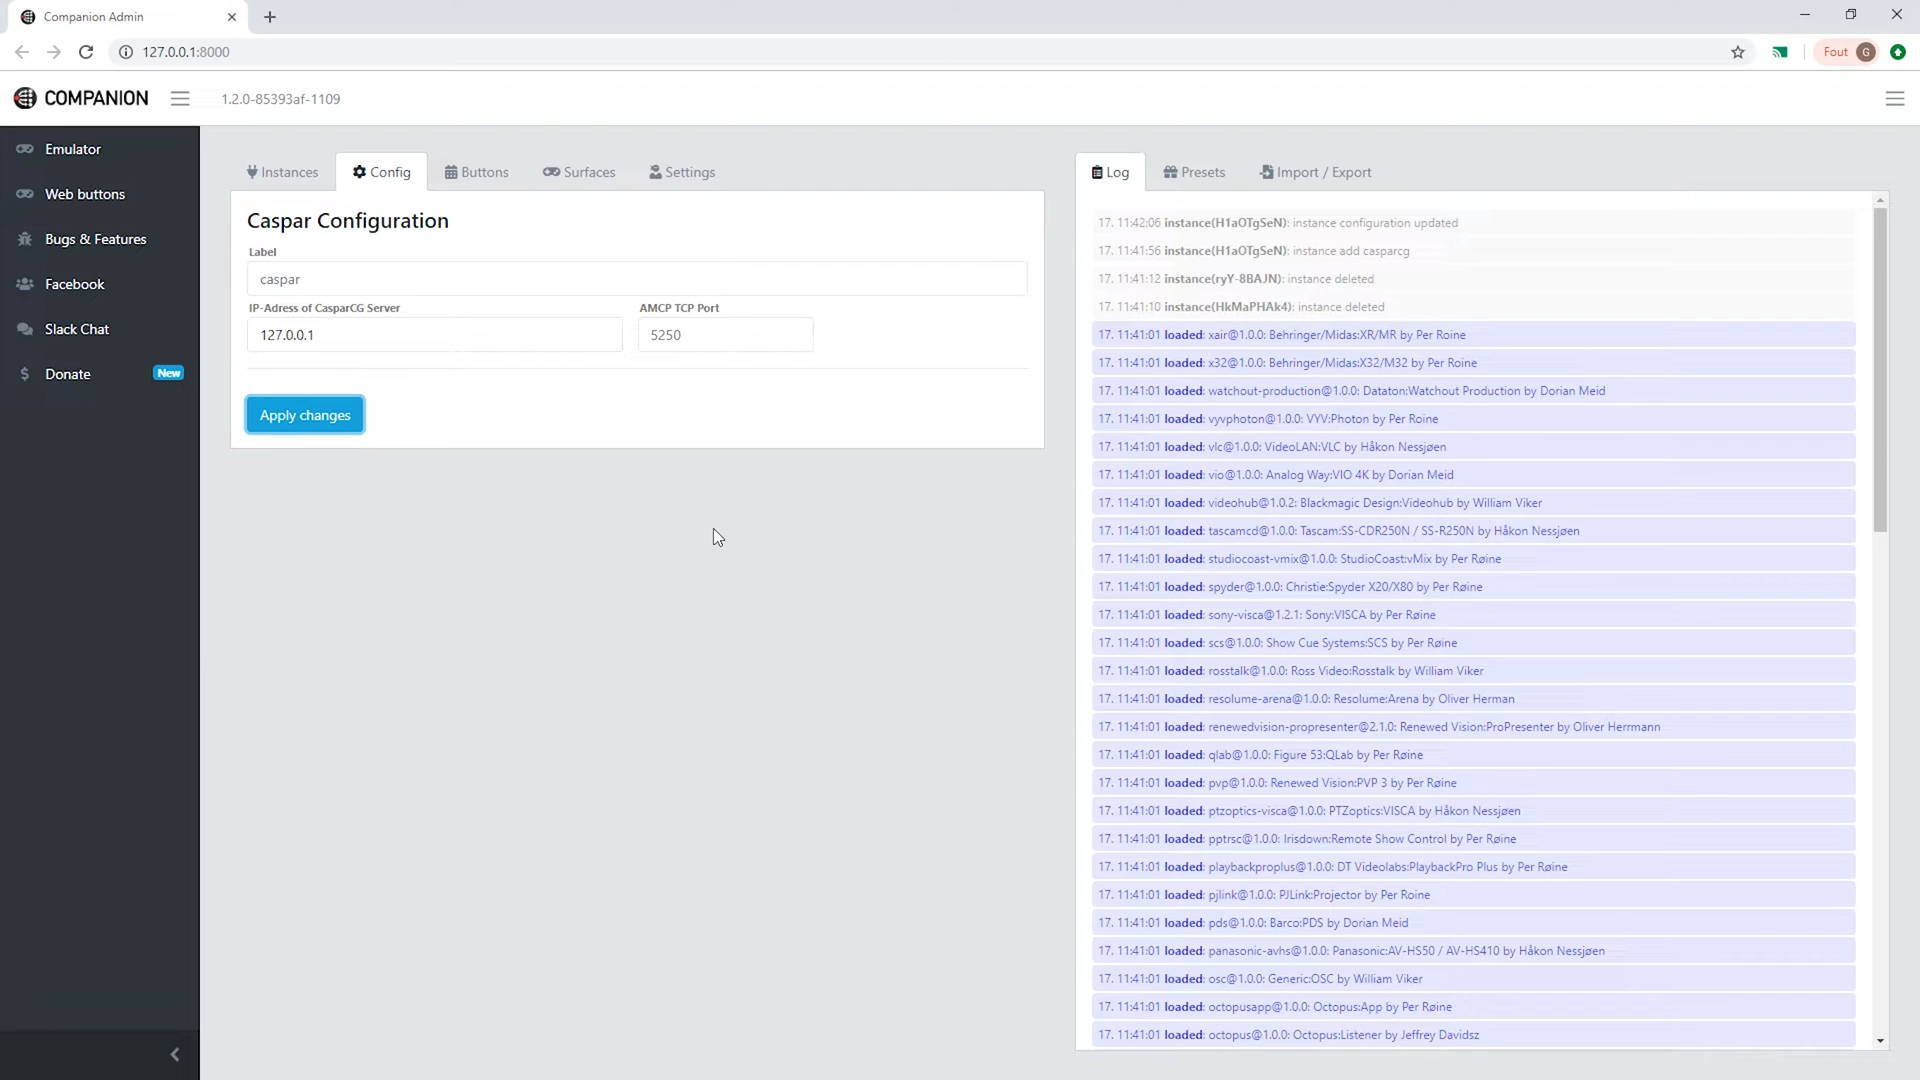 Companion Admin
127.0.0.1:8000
Fout
G
COMPANION
1.2.0-85393af-1109
Emulator
Web buttons
Bugs & Features
Facebook
Slack Chat
Donate New
Instances Config Buttons Surfaces Settings
Caspar Configuration
Label
caspar
IP-Adress of CasparCG Server AMCP TCP Port
127.0.0.1 5250
Apply changes
Log Presets Import / Export
17. 11:42:06 instance(H1aOTgSeN): instance configuration updated
17. 11:41:56 instance(H1aOTgSeN): instance add casparcg
17. 11:41:12 instance(ryY-8BAJN): instance deleted
17. 11:41:10 instance(HkMaPHAk4): instance deleted
17. 11:41:01 loaded: xair@1.0.0: Behringer/Midas:XR/MR by Per Roine
17. 11:41:01 loaded: x32@1.0.0: Behringer/Midas:X32/M32 by Per Roine
17. 11:41:01 loaded: watchout-production@1.0.0: Dataton:Watchout Production by Dorian Meid
17. 11:41:01 loaded: vyvphoton@1.0.0: VYV:Photon by Per Roine
17. 11:41:01 loaded: vlc@1.0.0: VideoLAN:VLC by Håkon Nessjøen
17. 11:41:01 loaded: vio@1.0.0: Analog Way:VIO 4K by Dorian Meid
17. 11:41:01 loaded: videohub@1.0.2: Blackmagic Design:Videohub by William Viker
17. 11:41:01 loaded: tascamcd@1.0.0: Tascam:SS-CDR250N / SS-R250N by Håkon Nessjøen
17. 11:41:01 loaded: studiocoast-vmix@1.0.0: StudioCoast:vMix by Per Røine
17. 11:41:01 loaded: spyder@1.0.0: Christie:Spyder X20/X80 by Per Røine
17. 11:41:01 loaded: sony-visca@1.2.1: Sony:VISCA by Per Røine
17. 11:41:01 loaded: scs@1.0.0: Show Cue Systems:SCS by Per Røine
17. 11:41:01 loaded: rosstalk@1.0.0: Ross Video:Rosstalk by William Viker
17. 11:41:01 loaded: resolume-arena@1.0.0: Resolume:Arena by Oliver Herman
17. 11:41:01 loaded: renewedvision-propresenter@2.1.0: Renewed Vision:ProPresenter by Oliver Herrmann
17. 11:41:01 loaded: qlab@1.0.0: Figure 53:QLab by Per Røine
17. 11:41:01 loaded: pvp@1.0.0: Renewed Vision:PVP 3 by Per Røine
17. 11:41:01 loaded: ptzoptics-visca@1.0.0: PTZoptics:VISCA by Håkon Nessjøen
17. 11:41:01 loaded: pptrsc@1.0.0: Irisdown:Remote Show Control by Per Røine
17. 11:41:01 loaded: playbackproplus@1.0.0: DT Videolabs:PlaybackPro Plus by Per Røine
17. 11:41:01 loaded: pjlink@1.0.0: PJLink:Projector by Per Roine
17. 11:41:01 loaded: pds@1.0.0: Barco:PDS by Dorian Meid
17. 11:41:01 loaded: panasonic-avhs@1.0.0: Panasonic:AV-HS50 / AV-HS410 by Håkon Nessjøen
17. 11:41:01 loaded: osc@1.0.0: Generic:OSC by William Viker
17. 11:41:01 loaded: octopusapp@1.0.0: Octopus:App by Per Røine
17. 11:41:01 loaded: octopus@1.0.0: Octopus:Listener by Jeffrey Davidsz